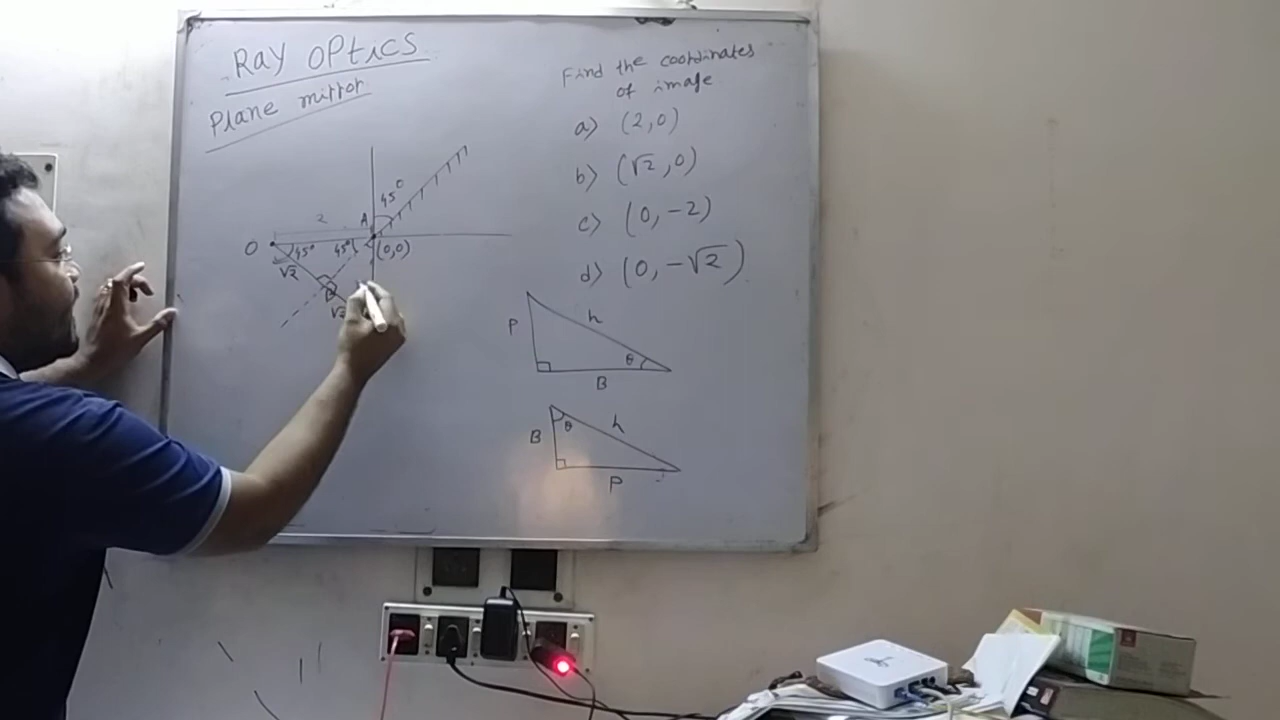 Ray OPtics
Plane mirror
Find the coordinates
of image
a) (2,0)
b) (√2,0)
c) (0,-2)
d) (0,-√2)
45°
2
A
O
45°
45°
(0,0)
√2
P
h
θ
B
B
θ
h
P